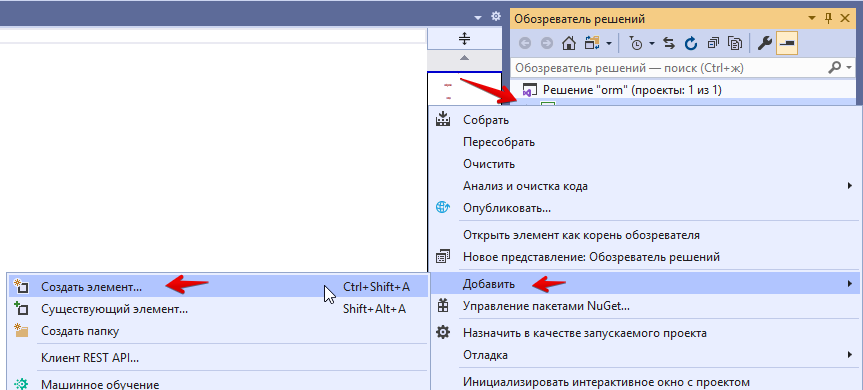 Обозреватель решений
Обозреватель решений — поиск (Ctrl+ж)
Решение "orm" (проекты: 1 из 1)
Собрать
Пересобрать
Очистить
Анализ и очистка кода
Опубликовать...
Открыть элемент как корень обозревателя
Новое представление: Обозреватель решений
Добавить
Управление пакетами NuGet...
Назначить в качестве запускаемого проекта
Отладка
Инициализировать интерактивное окно с проектом
Создать элемент... Ctrl+Shift+A
Существующий элемент... Shift+Alt+A
Создать папку
Клиент REST API...
Машинное обучение